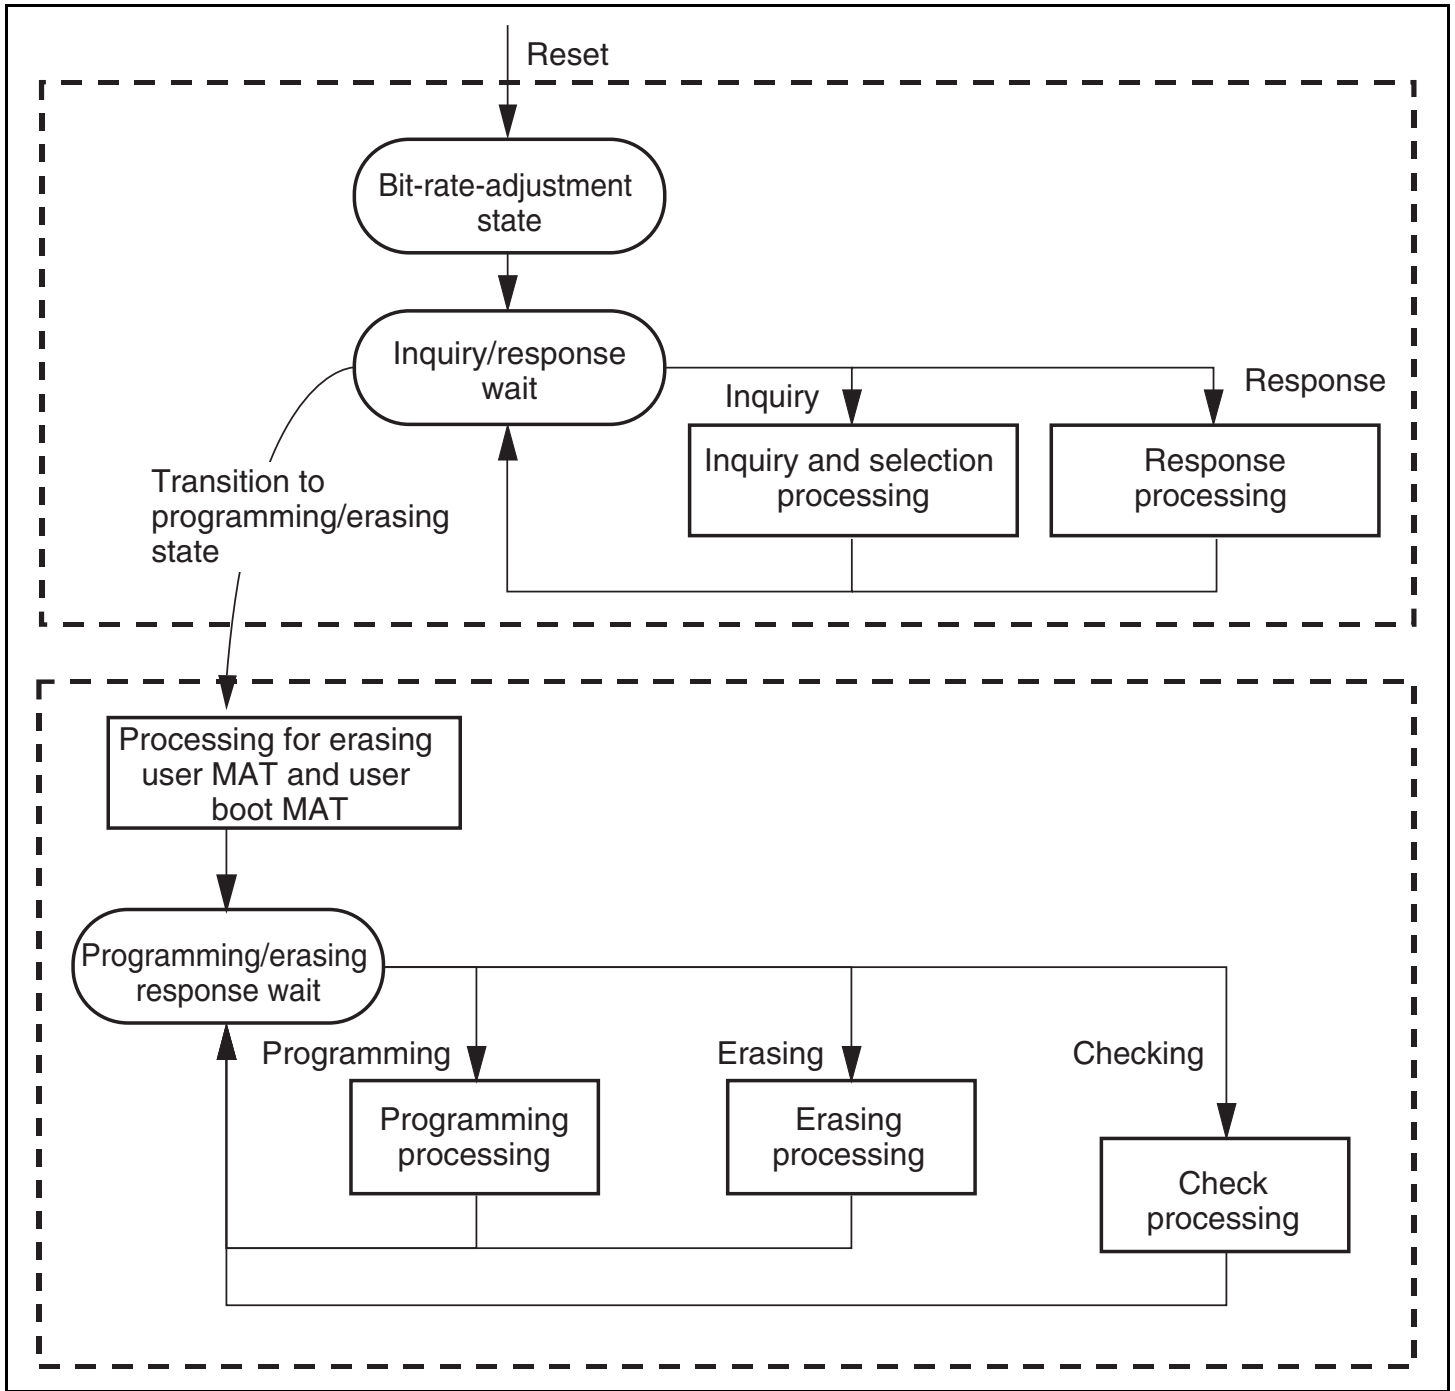 Reset
Bit-rate-adjustment
state
Inquiry/response
wait
Inquiry
Response
Inquiry and selection
processing
Response
processing
Transition to
programming/erasing
state
Processing for erasing
user MAT and user
boot MAT
Programming/erasing
response wait
Programming
Erasing
Checking
Programming
processing
Erasing
processing
Check
processing